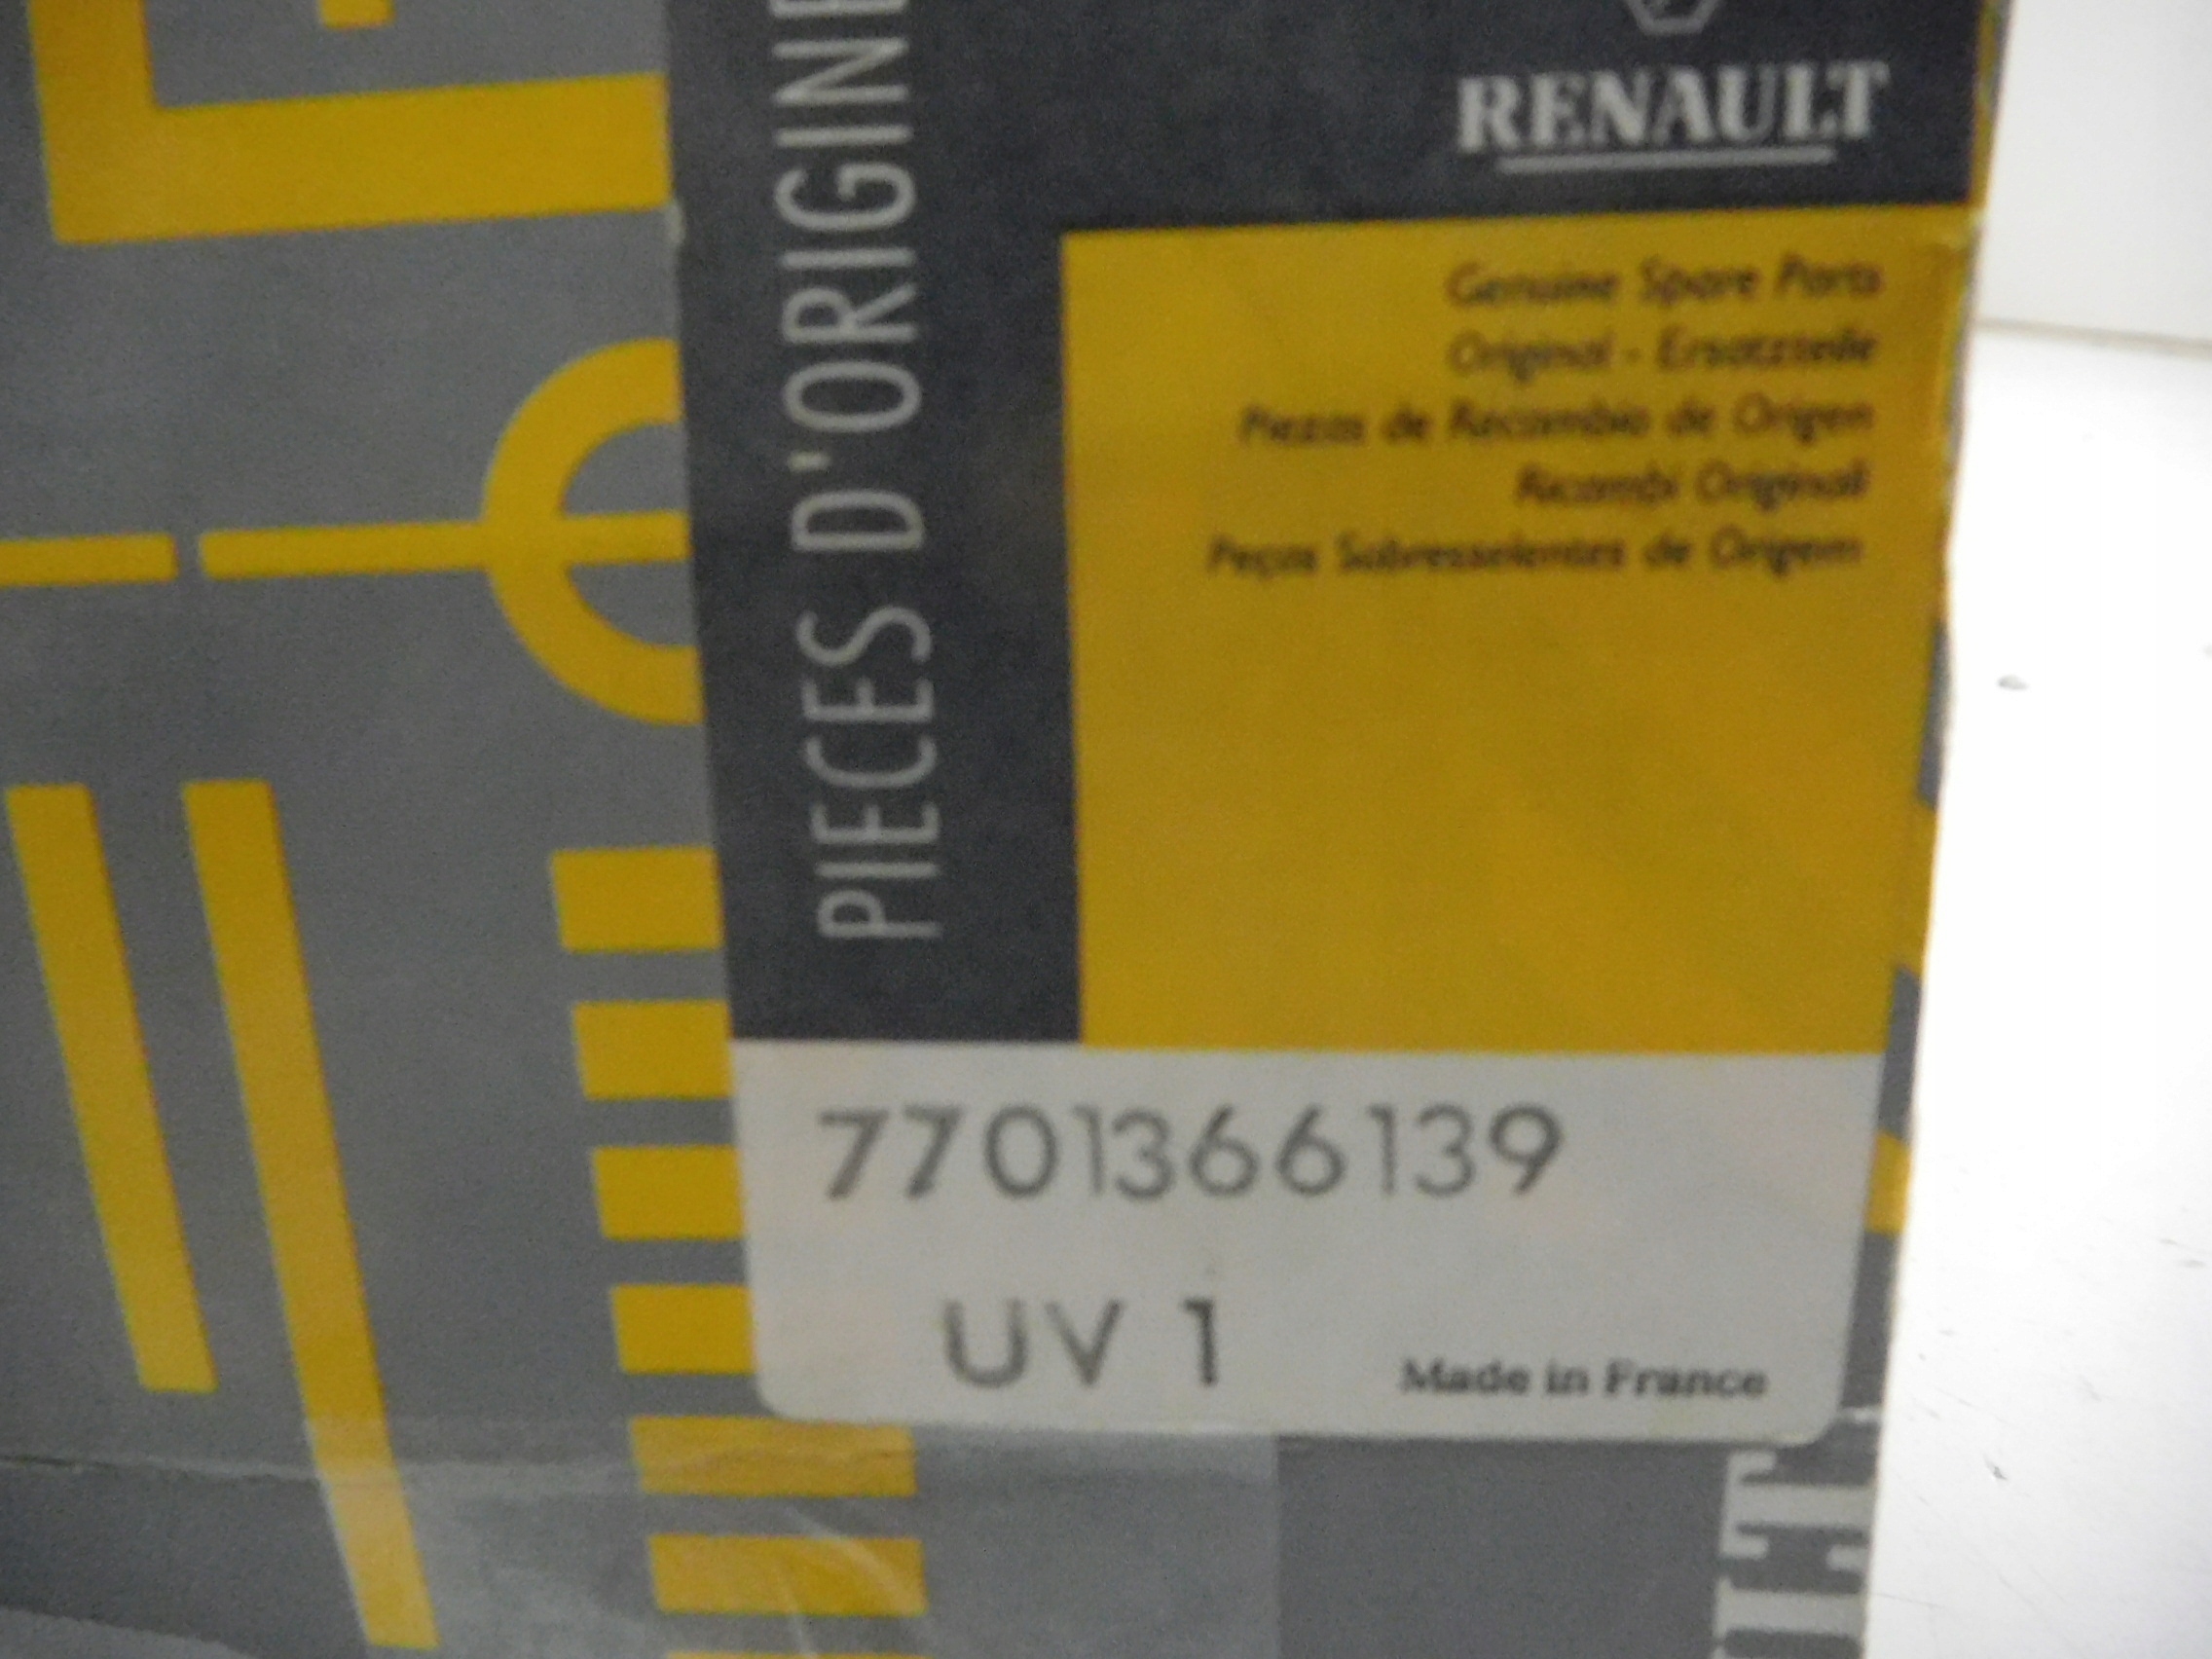 RENAULT
PIECES D'ORIGINE
Genuine Spare Parts
Original - Ersatzteile
Piezas de Recambio de Origen
Ricambi Originali
Peças Sobresselentes de Origem
7701366139
UV 1
Made in France